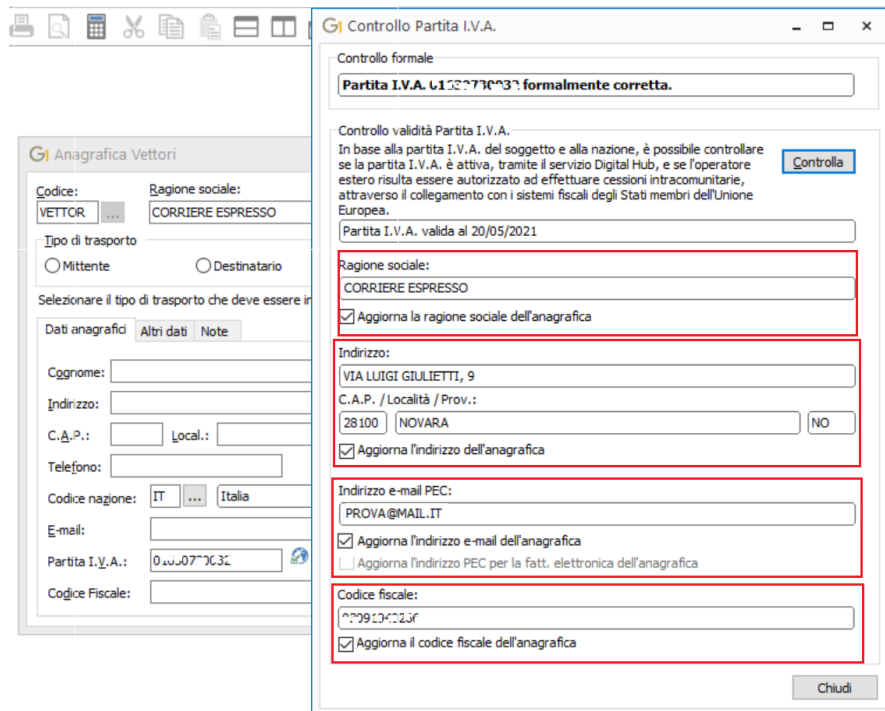 Controllo Partita I.V.A.
Controllo formale
Partita I.V.A. formalmente corretta.
Controllo validità Partita I.V.A.
In base alla partita I.V.A. del soggetto e alla nazione, è possibile controllare
se la partita I.V.A. è attiva, tramite il servizio Digital Hub, e se l'operatore
estero risulta essere autorizzato ad effettuare cessioni intracomunitarie,
attraverso il collegamento con i sistemi fiscali degli Stati membri dell'Unione
Europea.
Controlla
Partita I.V.A. valida al 20/05/2021
Ragione sociale:
CORRIERE ESPRESSO
Aggiorna la ragione sociale dell'anagrafica
Indirizzo:
VIA LUIGI GIULIETTI, 9
C.A.P. / Località / Prov.:
28100 NOVARA NO
Aggiorna l'indirizzo dell'anagrafica
Indirizzo e-mail PEC:
PROVA@MAIL.IT
Aggiorna l'indirizzo e-mail dell'anagrafica
Aggiorna l'indirizzo PEC per la fatt. elettronica dell'anagrafica
Codice fiscale:
Aggiorna il codice fiscale dell'anagrafica
Chiudi
Anagrafica Vettori
Codice: Ragione sociale:
VETTOR ... CORRIERE ESPRESSO
Tipo di trasporto
Mittente Destinatario
Selezionare il tipo di trasporto che deve essere
Dati anagrafici Altri dati Note
Cognome:
Indirizzo:
C.A.P.: Local.:
Telefono:
Codice nazione: IT ... Italia
E-mail:
Partita I.V.A.:
Codice Fiscale: